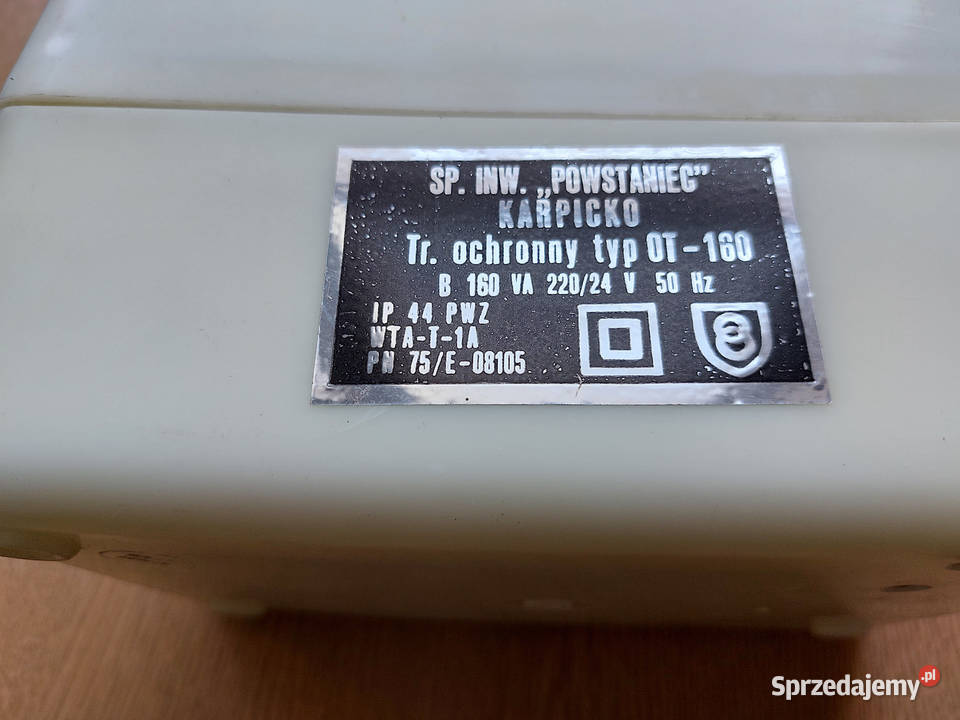 SP. INW. „POWSTANIEC”
KARPICKO
Tr. ochronny typ OT-160
B 160 VA 220/24 V 50 Hz
IP 44 PWZ
WTA-T-1A
PN 75/E-08105
Sprzedajemy.pl